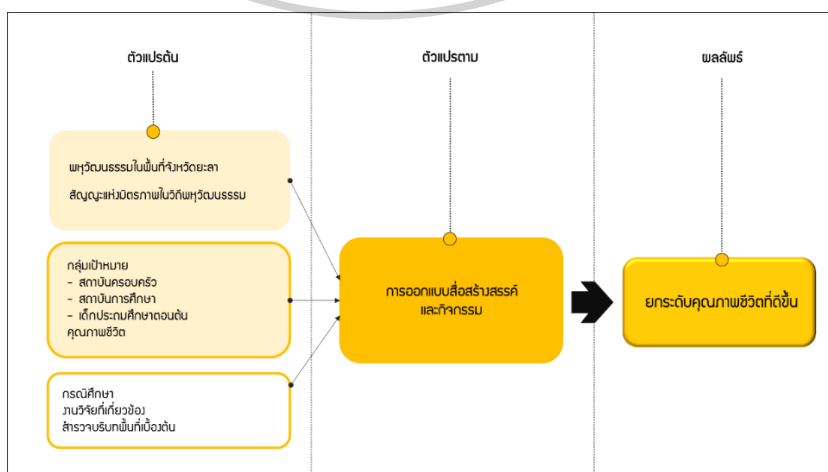 ตัวแปรต้น
ตัวแปรตาม
ผลลัพธ์
พหุวัฒนธรรมในพื้นที่จังหวัดยะลา
สัญญะแห่งมิตรภาพในวิถีพหุวัฒนธรรม
กลุ่มเป้าหมาย
- สถาบันครอบครัว
- สถาบันการศึกษา
- เด็กประถมศึกษาตอนต้น
คุณภาพชีวิต
กรณีศึกษา
งานวิจัยที่เกี่ยวข้อง
สำรวจบริบทพื้นที่เบื้องต้น
การออกแบบสื่อสร้างสรรค์
และกิจกรรม
ยกระดับคุณภาพชีวิตที่ดีขึ้น